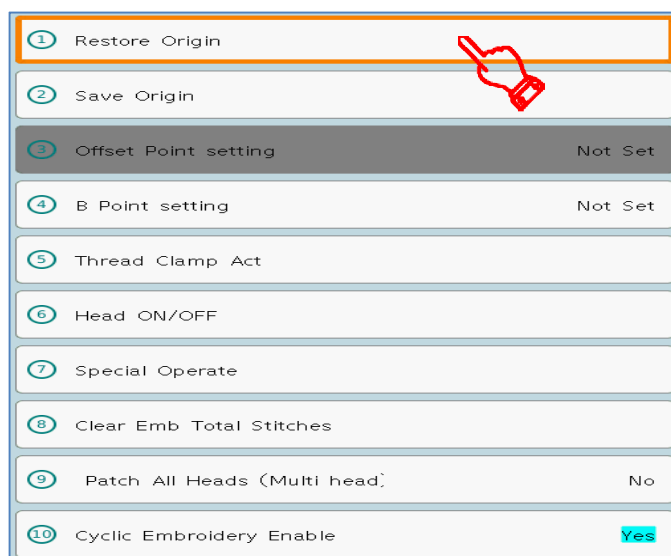 1 Restore Origin
2 Save Origin
3 Offset Point setting Not Set
4 B Point setting Not Set
5 Thread Clamp Act
6 Head ON/OFF
7 Special Operate
8 Clear Emb Total Stitches
9 Patch All Heads (Multi head)
No
10 Cyclic Embroidery Enable Yes